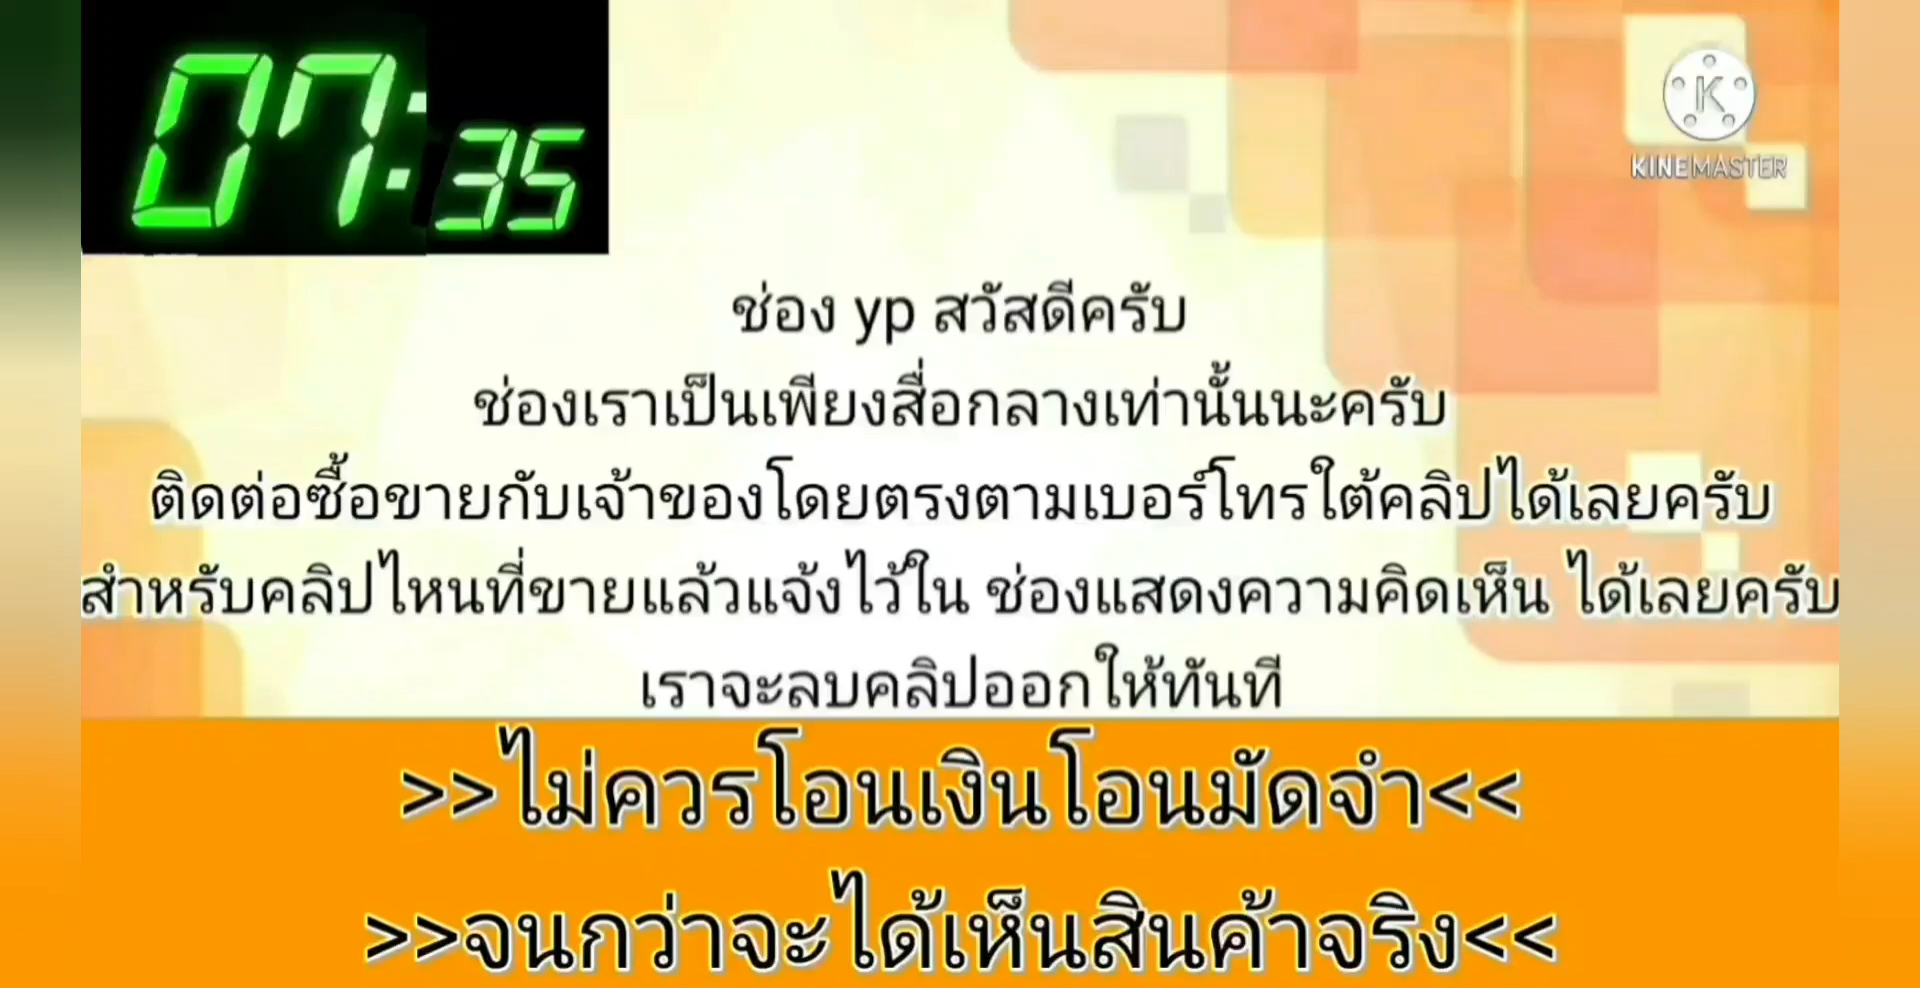 07:35
KINEMASTER
ช่อง yp สวัสดีครับ
ช่องเราเป็นเพียงสื่อกลางเท่านั้นนะครับ
ติดต่อซื้อขายกับเจ้าของโดยตรงตามเบอร์โทรใต้คลิปได้เลยครับ
สำหรับคลิปไหนที่ขายแล้วแจ้งไว้ใน ช่องแสดงความคิดเห็น ได้เลยครับ
เราจะลบคลิปออกให้ทันที
>>ไม่ควรโอนเงินโอนมัดจำ<<
>>จนกว่าจะได้เห็นสินค้าจริง<<